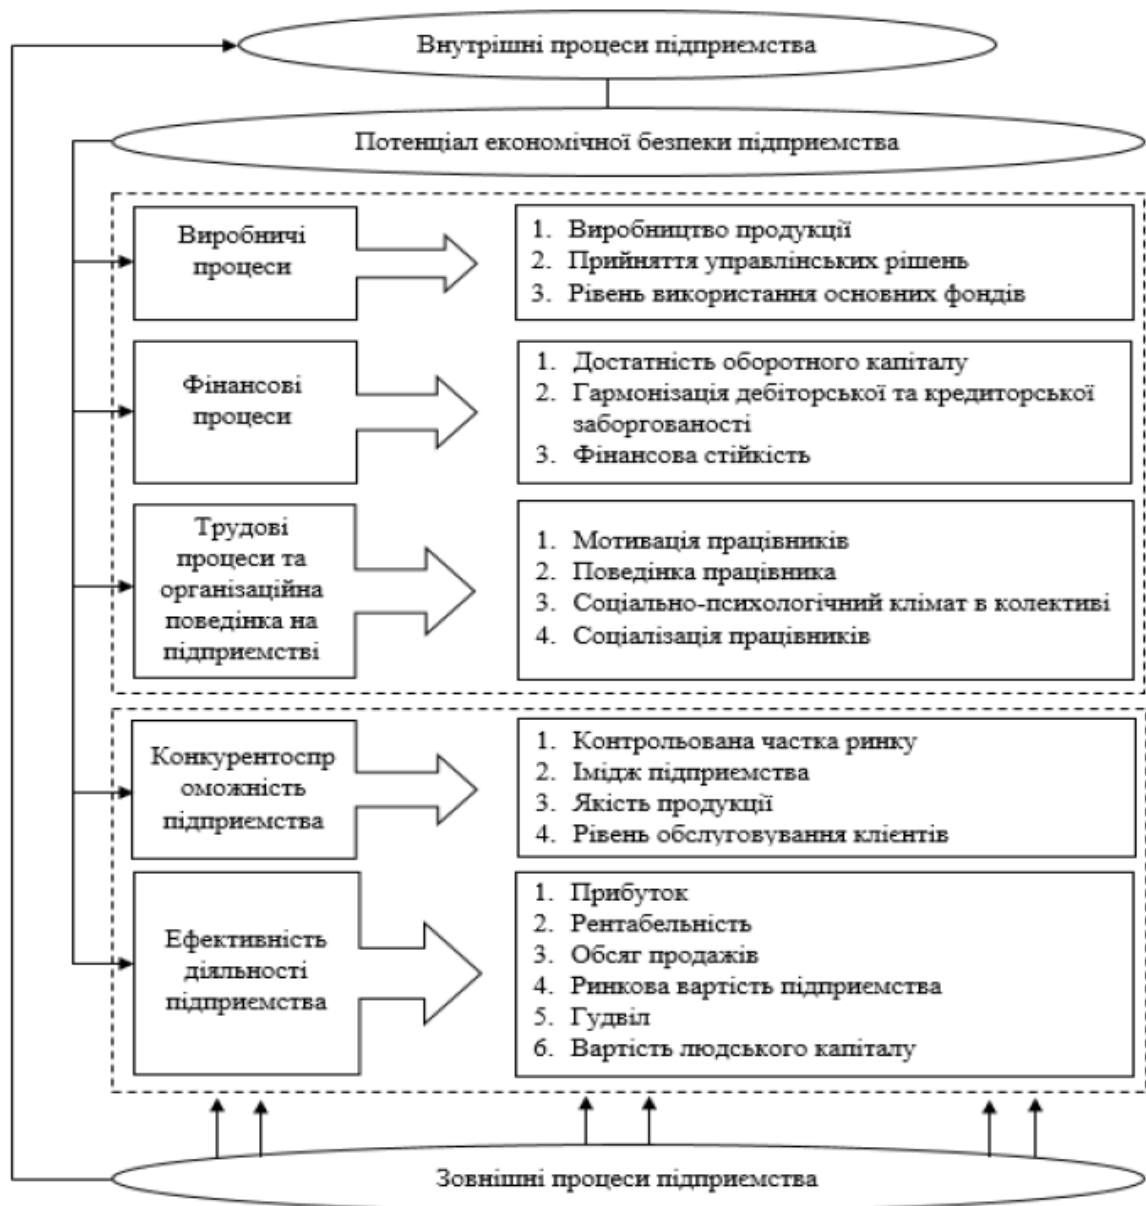 Внутрішні процеси підприємства
Потенціал економічної безпеки підприємства
Виробничі
процеси
1. Виробництво продукції
2. Прийняття управлінських рішень
3. Рівень використання основних фондів
Фінансові
процеси
1. Достатність оборотного капіталу
2. Гармонізація дебіторської та кредиторської
заборгованості
3. Фінансова стійкість
Трудові
процеси та
організаційна
поведінка на
підприємстві
1. Мотивація працівників
2. Поведінка працівника
3. Соціально-психологічний клімат в колективі
4. Соціалізація працівників
Конкурентоспр
оможність
підприємства
1. Контрольована частка ринку
2. Імідж підприємства
3. Якість продукції
4. Рівень обслуговування клієнтів
Ефективність
діяльності
підприємства
1. Прибуток
2. Рентабельність
3. Обсяг продажів
4. Ринкова вартість підприємства
5. Гудвіл
6. Вартість людського капіталу
Зовнішні процеси підприємства